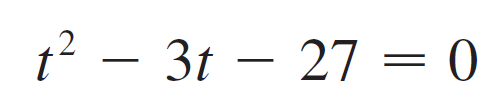 t² − 3t − 27 = 0